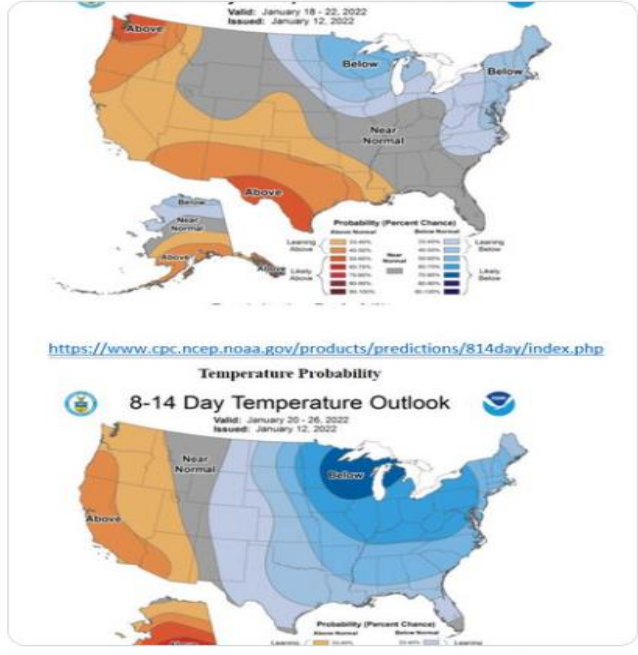 Valid: January 18 - 22, 2022
Issued: January 12, 2022
Above
Below
Below
Near
Normal
Above
Below
Near
Normal
Above
Above
Probability (Percent Chance)
Above Normal
Below Normal
Leaning
Above
Likely
Above
Near
Normal
Leaning
Below
Likely
Below
https://www.cpc.ncep.noaa.gov/products/predictions/814day/index.php
Temperature Probability
8-14 Day Temperature Outlook
Valid: January 20 - 26, 2022
Issued: January 12, 2022
Near
Normal
Below
Above
Probability (Percent Chance)
Above Normal
Below Normal
Leaning
Leaning